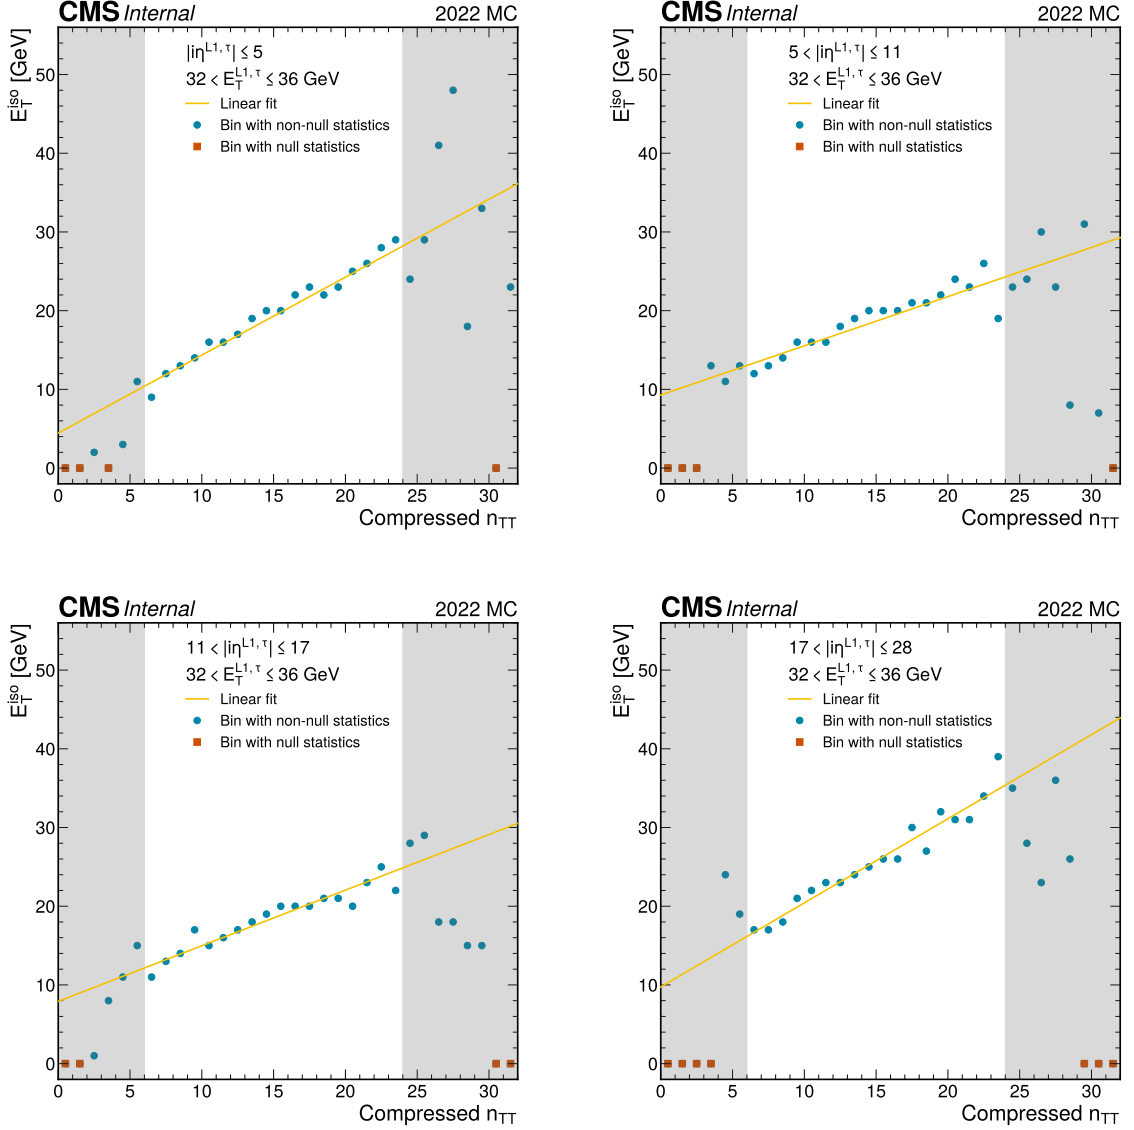 CMS Internal 2022 MC
|iη^{L1, τ}| ≤ 5
32 < E_T^{L1, τ} ≤ 36 GeV
Linear fit
Bin with non-null statistics
Bin with null statistics
E_T^{iso} [GeV]
50
40
30
20
10
0
0 5 10 15 20 25 30
Compressed n_{TT}
CMS Internal 2022 MC
5 < |iη^{L1, τ}| ≤ 11
32 < E_T^{L1, τ} ≤ 36 GeV
Linear fit
Bin with non-null statistics
Bin with null statistics
E_T^{iso} [GeV]
50
40
30
20
10
0
0 5 10 15 20 25 30
Compressed n_{TT}
CMS Internal 2022 MC
11 < |iη^{L1, τ}| ≤ 17
32 < E_T^{L1, τ} ≤ 36 GeV
Linear fit
Bin with non-null statistics
Bin with null statistics
E_T^{iso} [GeV]
50
40
30
20
10
0
0 5 10 15 20 25 30
Compressed n_{TT}
CMS Internal 2022 MC
17 < |iη^{L1, τ}| ≤ 28
32 < E_T^{L1, τ} ≤ 36 GeV
Linear fit
Bin with non-null statistics
Bin with null statistics
E_T^{iso} [GeV]
50
40
30
20
10
0
0 5 10 15 20 25 30
Compressed n_{TT}